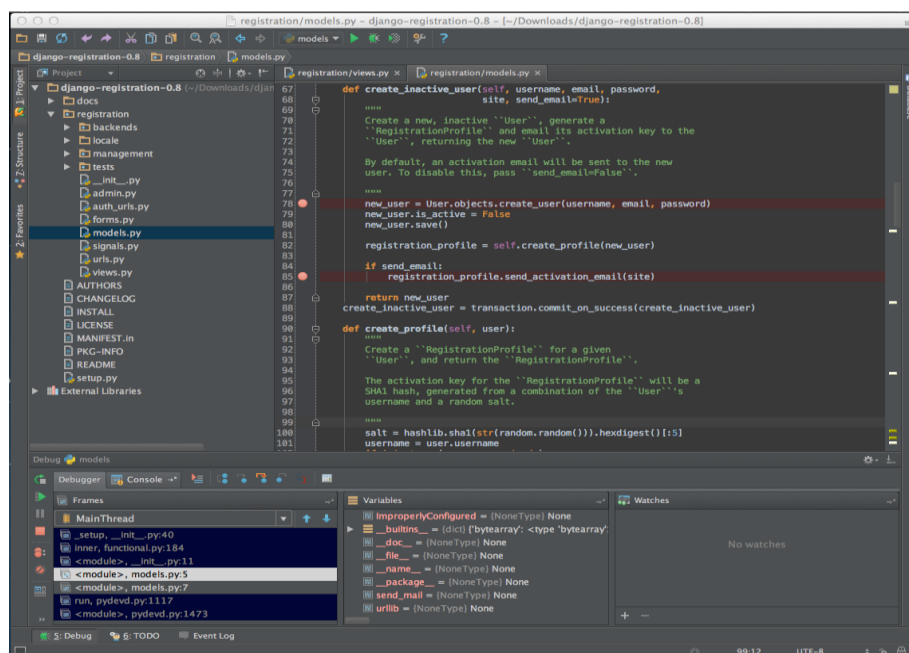 registration/models.py - django-registration-0.8 - [~/Downloads/django-registration-0.8]
models
django-registration-0.8 registration models.py
1: Project
Z: Structure
2: Favorites
Project
django-registration-0.8 (~/Downloads/djan
docs
registration
backends
locale
management
tests
__init__.py
admin.py
auth_urls.py
forms.py
models.py
signals.py
urls.py
views.py
AUTHORS
CHANGELOG
INSTALL
LICENSE
MANIFEST.in
PKG-INFO
README
setup.py
External Libraries
registration/views.py × registration/models.py ×
67 def create_inactive_user(self, username, email, password,
68 site, send_email=True):
69 """
70 Create a new, inactive ``User``, generate a
71 ``RegistrationProfile`` and email its activation key to the
72 ``User``, returning the new ``User``.
73
74 By default, an activation email will be sent to the new
75 user. To disable this, pass ``send_email=False``.
76
77 """
78 new_user = User.objects.create_user(username, email, password)
79 new_user.is_active = False
80 new_user.save()
81
82 registration_profile = self.create_profile(new_user)
83
84 if send_email:
85 registration_profile.send_activation_email(site)
86
87 return new_user
88 create_inactive_user = transaction.commit_on_success(create_inactive_user)
89
90 def create_profile(self, user):
91 """
92 Create a ``RegistrationProfile`` for a given
93 ``User``, and return the ``RegistrationProfile``.
94
95 The activation key for the ``RegistrationProfile`` will be a
96 SHA1 hash, generated from a combination of the ``User``'s
97 username and a random salt.
98
99 """
100 salt = hashlib.sha1(str(random.random())).hexdigest()[:5]
101 username = user.username
Debug models
Debugger Console
Frames
MainThread
_setup, __init__.py:40
inner, functional.py:184
<module>, __init__.py:11
<module>, models.py:5
<module>, models.py:7
run, pydevd.py:1117
<module>, pydevd.py:1473
Variables
ImproperlyConfigured = {NoneType} None
__builtins__ = {dict} {'bytearray': <type 'bytearray'
__doc__ = {NoneType} None
__file__ = {NoneType} None
__name__ = {NoneType} None
__package__ = {NoneType} None
send_mail = {NoneType} None
urllib = {NoneType} None
Watches
No watches
5: Debug 6: TODO Event Log
99:12 UTF-8